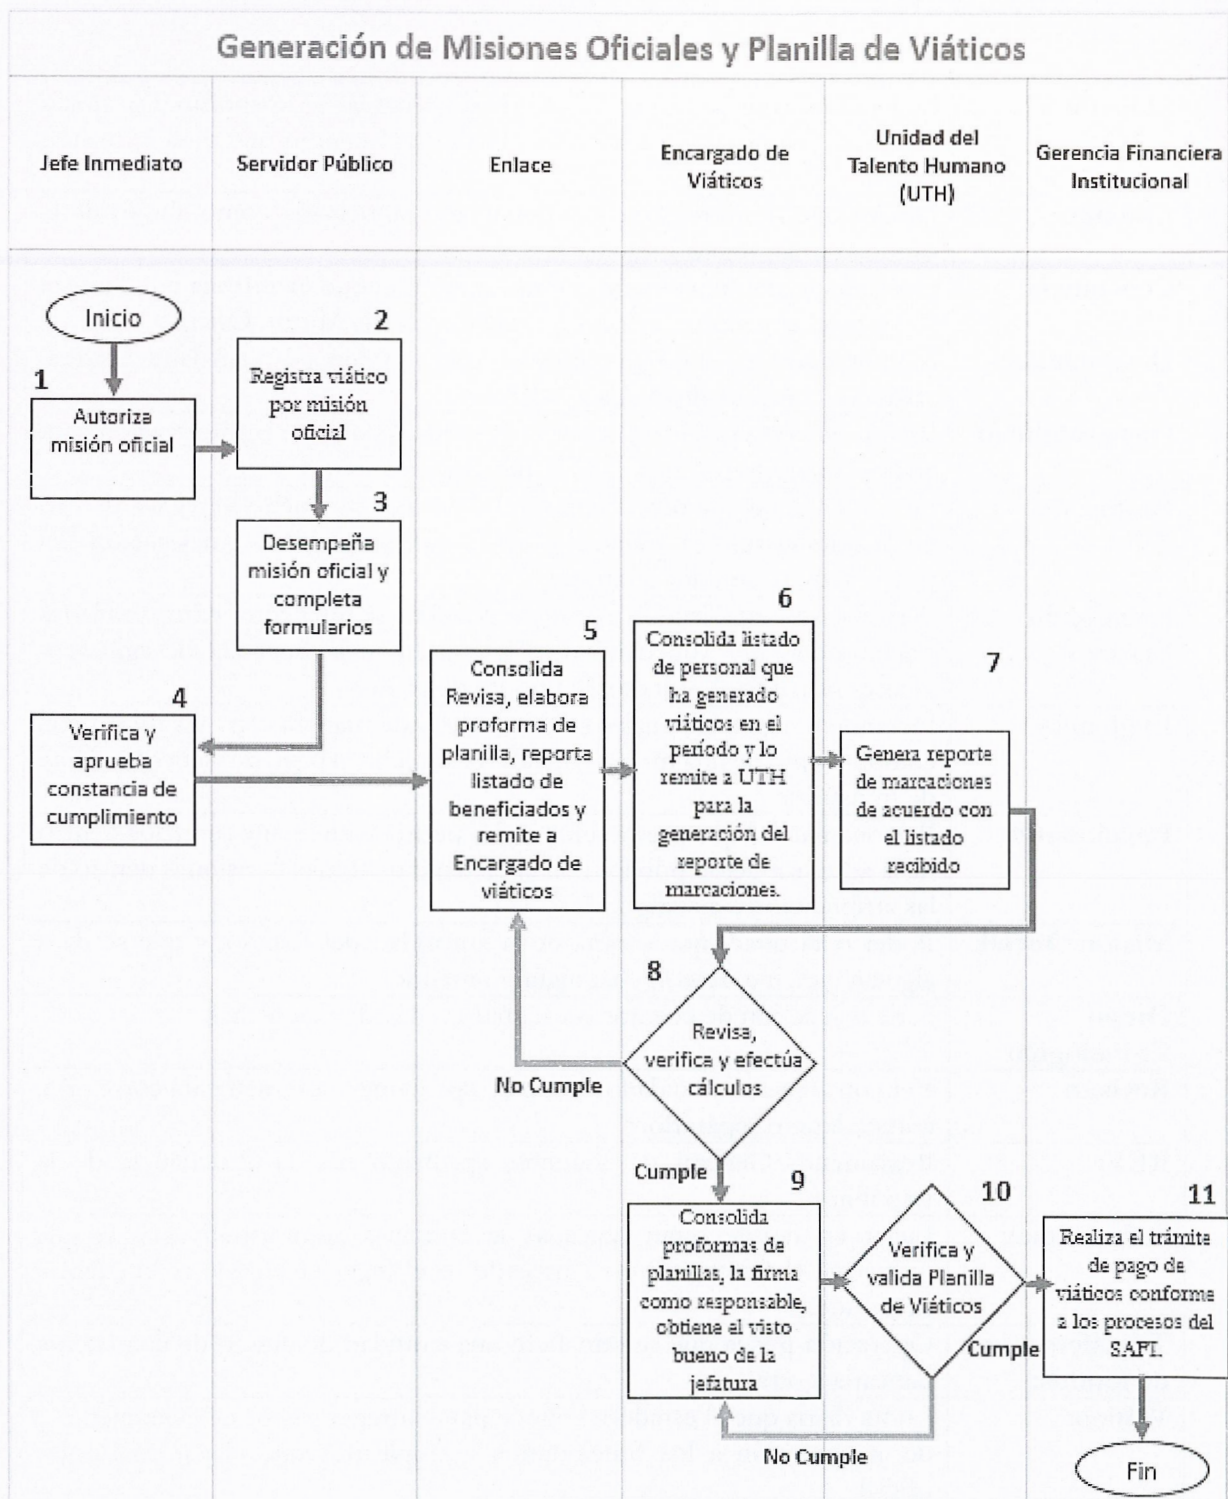 Generación de Misiones Oficiales y Planilla de Viáticos
Jefe Inmediato
Servidor Público
Enlace
Encargado de
Viáticos
Unidad del
Talento Humano
(UTH)
Gerencia Financiera
Institucional
Inicio
1
Autoriza
misión oficial
2
Registra viático
por misión
oficial
3
Desempeña
misión oficial y
completa
formularios
4
Verifica y
aprueba
constancia de
cumplimiento
5
Consolida
Revisa, elabora
proforma de
planilla, reporta
listado de
beneficiados y
remite a
Encargado de
viáticos
6
Consolida listado
de personal que
ha generado
viáticos en el
período y lo
remite a UTH
para la
generación del
reporte de
marcaciones.
7
Genera reporte
de marcaciones
de acuerdo con
el listado
recibido
8
Revisa,
verifica y efectúa
cálculos
No Cumple
Cumple
9
Consolida
proformas de
planillas, la firma
como responsable,
obtiene el visto
bueno de la
jefatura
10
Verifica y
valida Planilla
de Viáticos
Cumple
No Cumple
11
Realiza el trámite
de pago de
viáticos conforme
a los procesos del
SAFI.
Fin